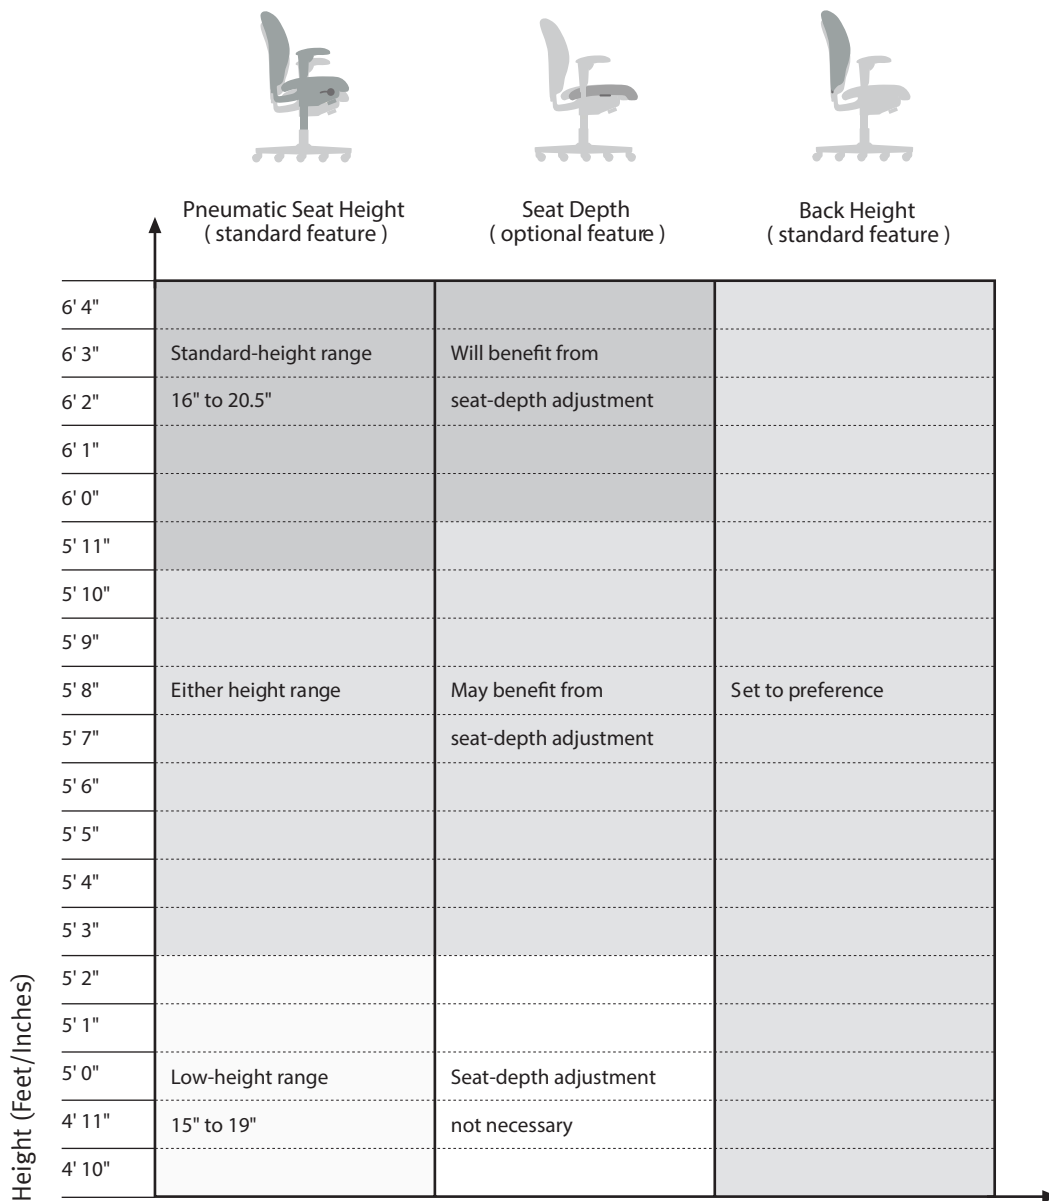 Pneumatic Seat Height
( standard feature )
Seat Depth
( optional feature )
Back Height
( standard feature )
6' 4"
6' 3"
Standard-height range
Will benefit from
6' 2"
16" to 20.5"
seat-depth adjustment
6' 1"
6' 0"
5' 11"
5' 10"
5' 9"
5' 8"
Either height range
May benefit from
Set to preference
5' 7"
seat-depth adjustment
5' 6"
5' 5"
5' 4"
5' 3"
5' 2"
5' 1"
5' 0"
Low-height range
Seat-depth adjustment
4' 11"
15" to 19"
not necessary
4' 10"
Height (Feet/Inches)